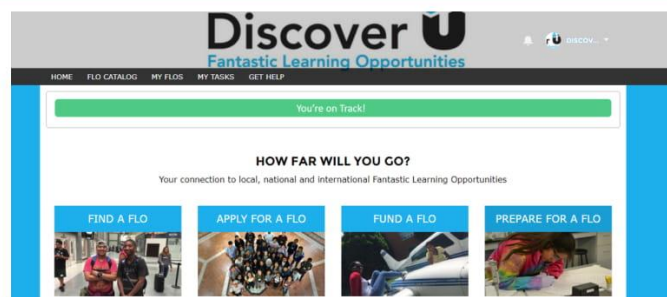 Discover U
Fantastic Learning Opportunities
DISCOV...
HOME FLO CATALOG MY FLOS MY TASKS GET HELP
You're on Track!
HOW FAR WILL YOU GO?
Your connection to local, national and international Fantastic Learning Opportunities
FIND A FLO APPLY FOR A FLO FUND A FLO PREPARE FOR A FLO